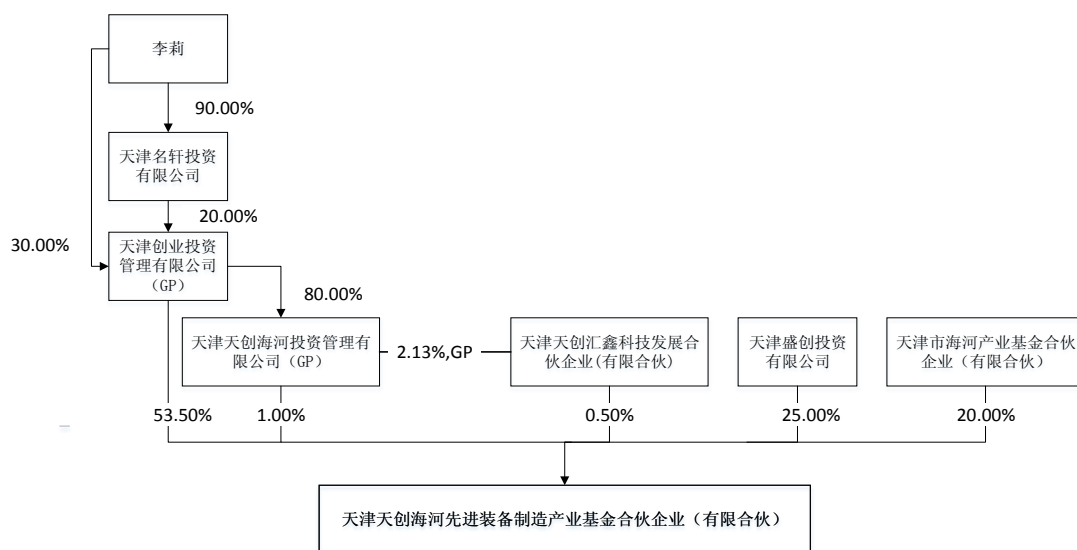 李莉
90.00%
天津名轩投资
有限公司
20.00%
30.00%
天津创业投资
管理有限公司
（GP）
80.00%
天津天创海河投资管理有
限公司（GP）
2.13%,GP
天津天创汇鑫科技发展合
伙企业(有限合伙)
天津盛创投资
有限公司
天津市海河产业基金合伙
企业（有限合伙）
53.50%
1.00%
0.50%
25.00%
20.00%
天津天创海河先进装备制造产业基金合伙企业（有限合伙）